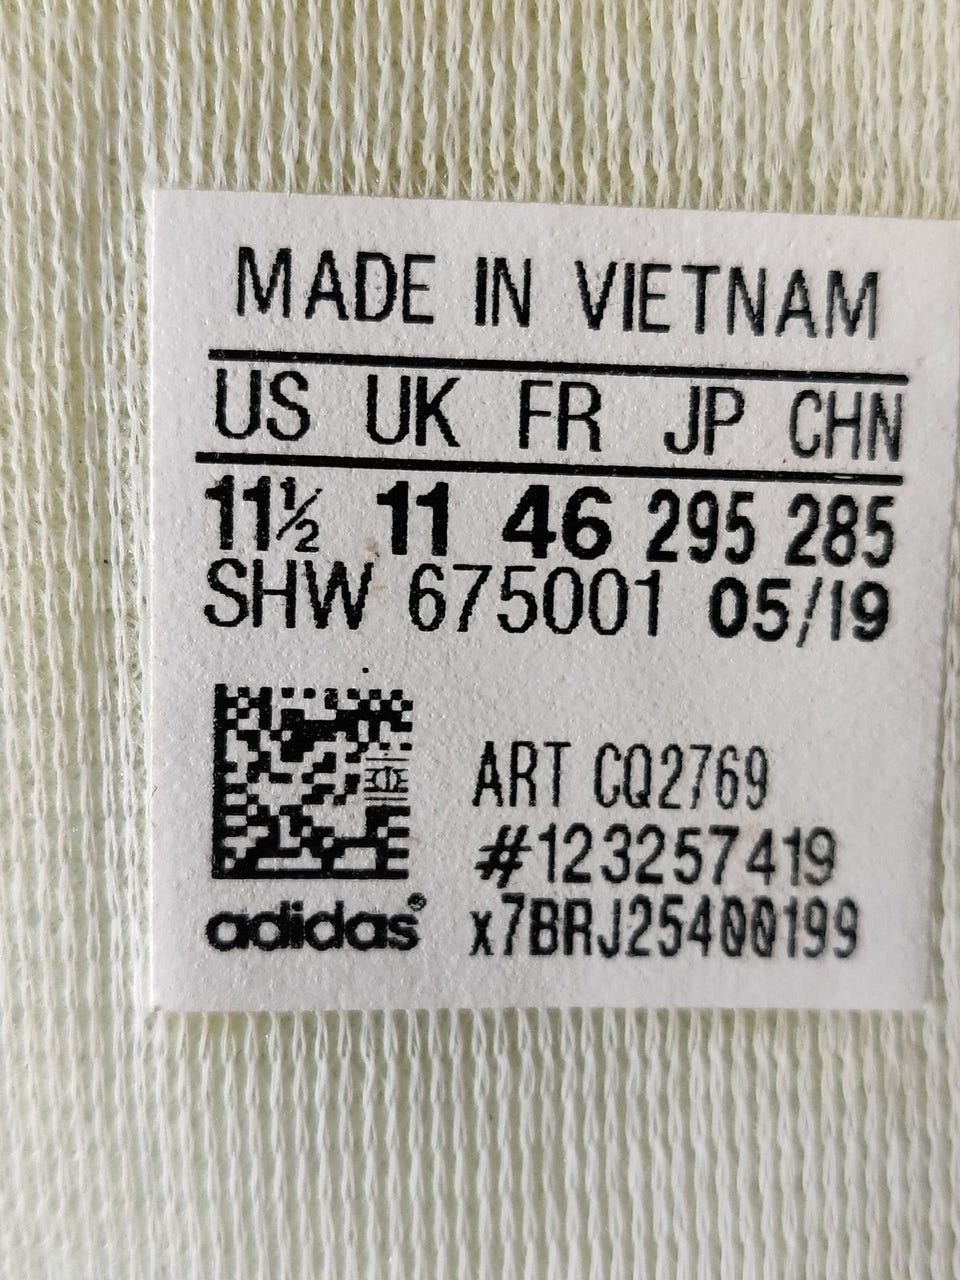 MADE IN VIETNAM
US UK FR JP CHN
11½ 11 46 295 285
SHW 675001 05/19
ART CQ2769
#123257419
adidas® x7BRJ25400199